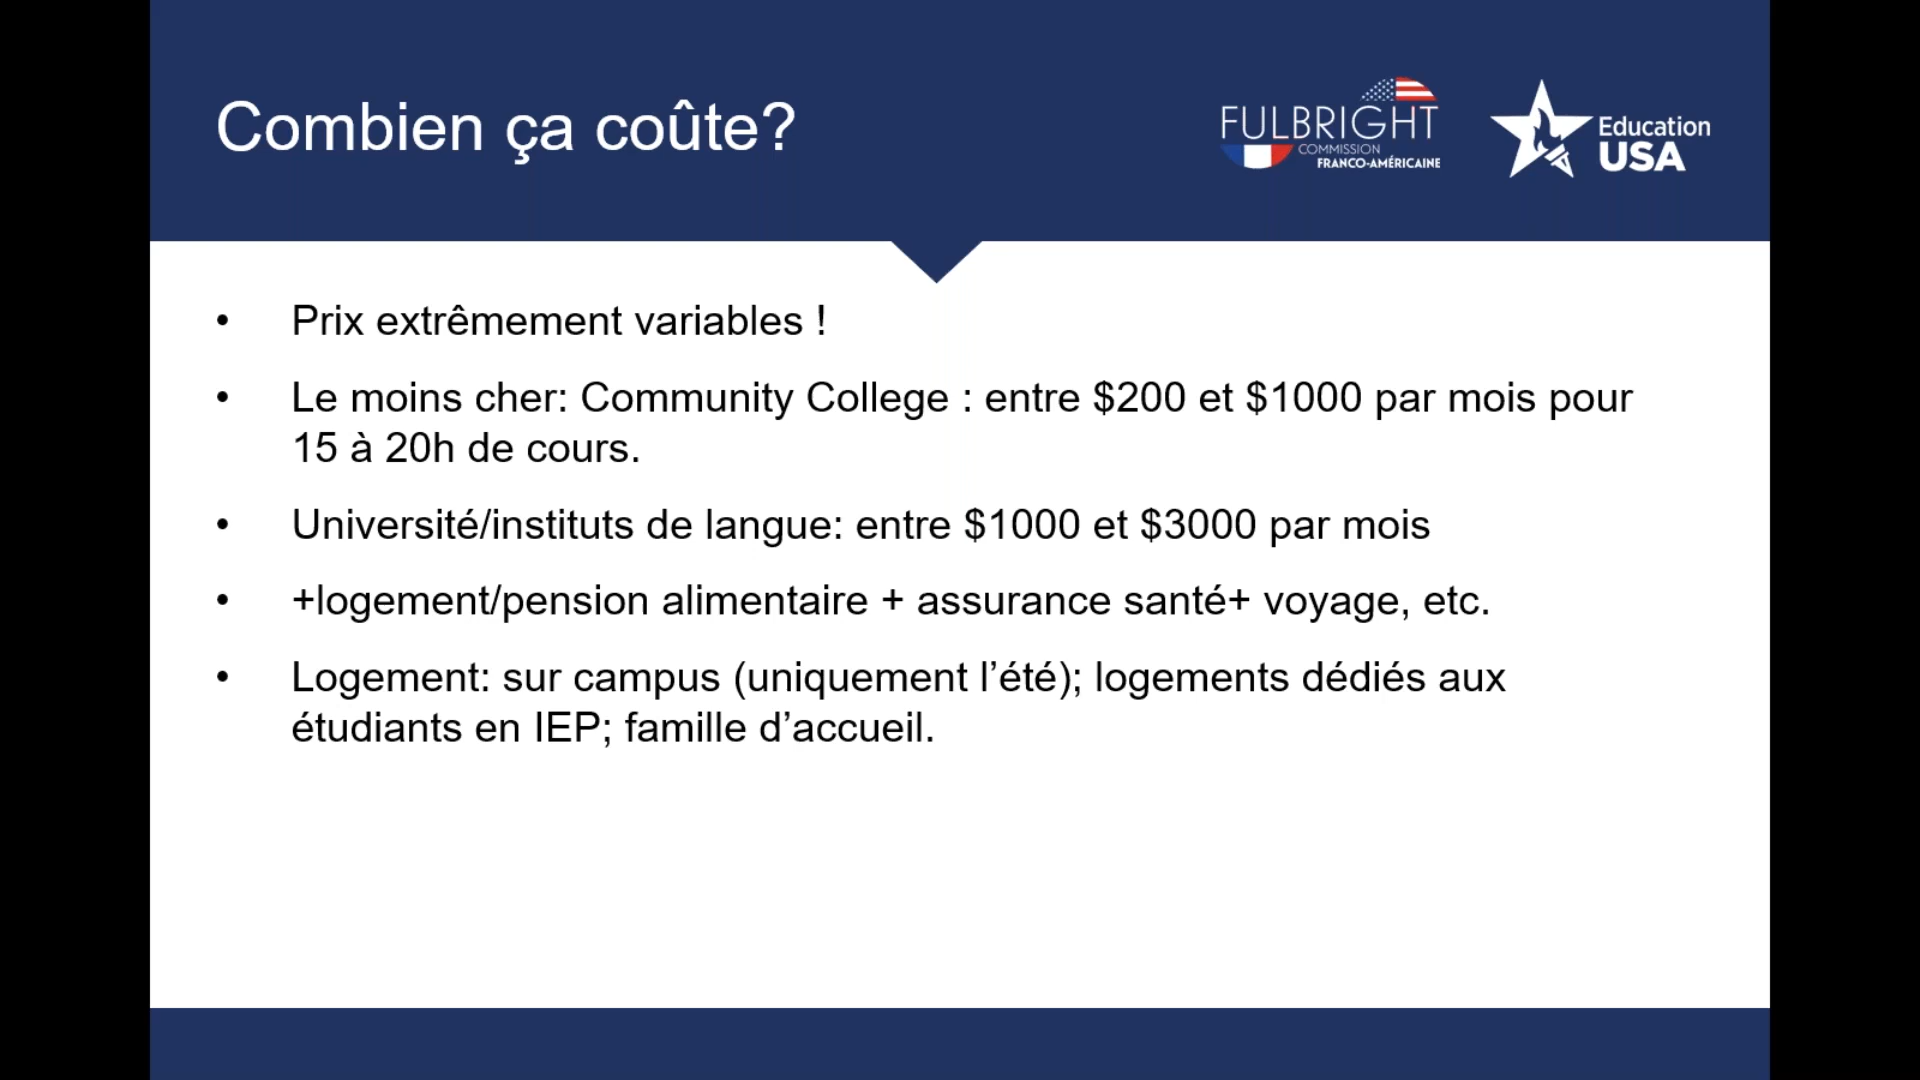 Combien ça coûte?
FULBRIGHT
COMMISSION
FRANCO-AMÉRICAINE
Education
USA
• Prix extrêmement variables !
• Le moins cher: Community College : entre $200 et $1000 par mois pour
15 à 20h de cours.
• Université/instituts de langue: entre $1000 et $3000 par mois
• +logement/pension alimentaire + assurance santé+ voyage, etc.
• Logement: sur campus (uniquement l’été); logements dédiés aux
étudiants en IEP; famille d’accueil.